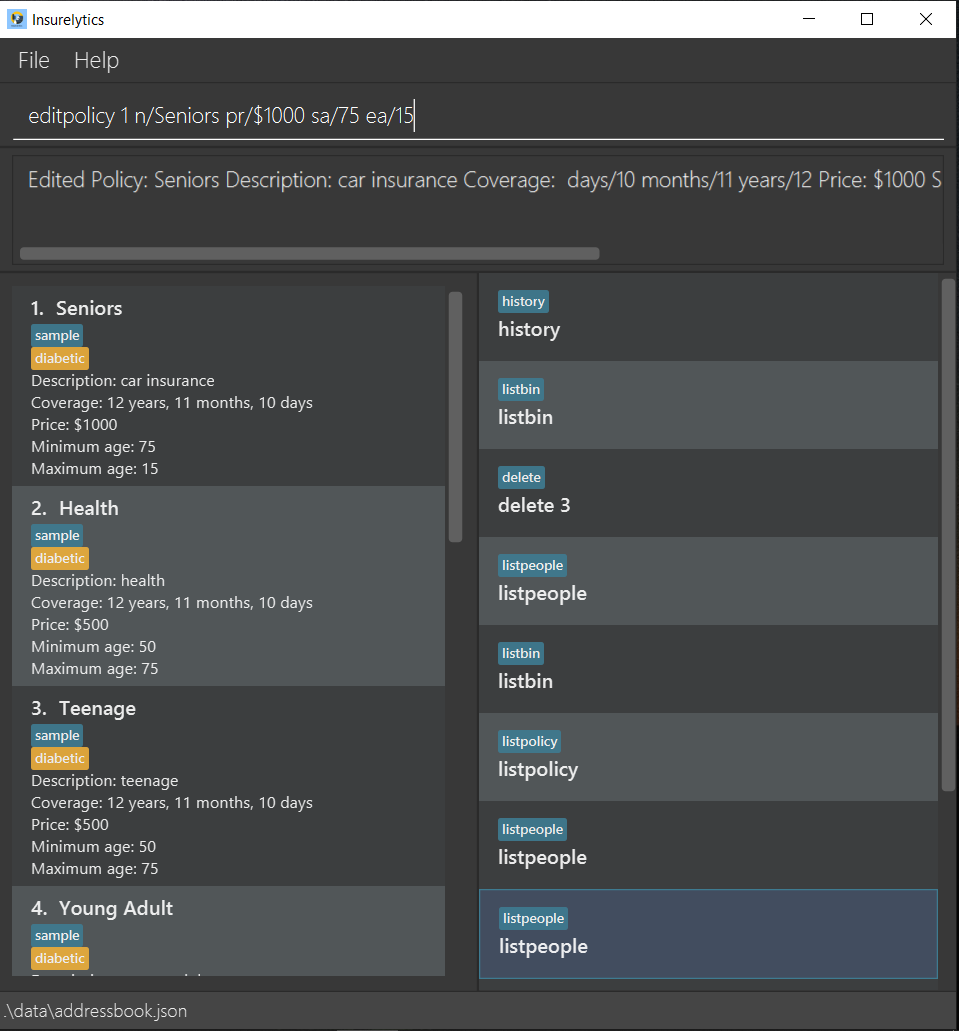 Insurelytics
File Help
editpolicy 1 n/Seniors pr/$1000 sa/75 ea/15
Edited Policy: Seniors Description: car insurance Coverage:  days/10 months/11 years/12 Price: $1000 S
1. Seniors
sample
diabetic
Description: car insurance
Coverage: 12 years, 11 months, 10 days
Price: $1000
Minimum age: 75
Maximum age: 15
2. Health
sample
diabetic
Description: health
Coverage: 12 years, 11 months, 10 days
Price: $500
Minimum age: 50
Maximum age: 75
3. Teenage
sample
diabetic
Description: teenage
Coverage: 12 years, 11 months, 10 days
Price: $500
Minimum age: 50
Maximum age: 75
4. Young Adult
sample
diabetic
history
history
listbin
listbin
delete
delete 3
listpeople
listpeople
listbin
listbin
listpolicy
listpolicy
listpeople
listpeople
listpeople
listpeople
.\data\addressbook.json